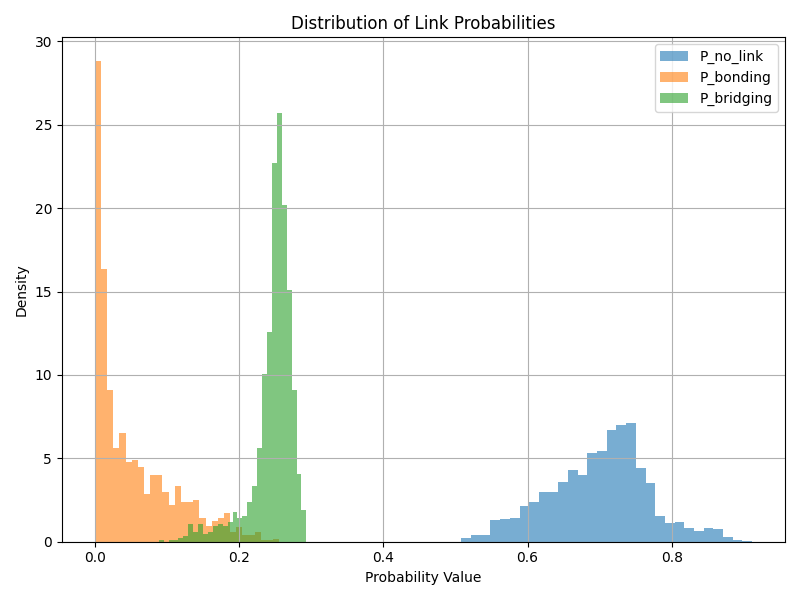 Distribution of Link Probabilities
P_no_link
P_bonding
P_bridging
30
25
20
15
10
5
0
Density
0.0 0.2 0.4 0.6 0.8
Probability Value